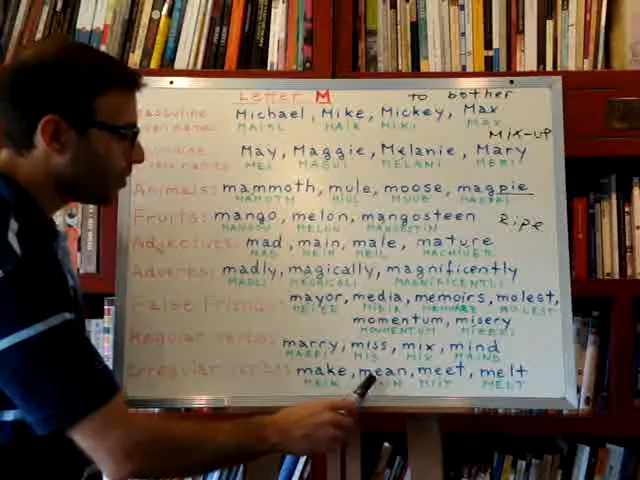 Letter M
to bother
Masculine Michael, Mike, Mickey, Max
MAIKL MAIK MIKI MAX
MIX-UP
May, Maggie, Melanie, Mary
MEI MAGUI MELANI MERI
Animals: mammoth, mule, moose, magpie
MAMOTH MIUL MUUS MAGPAI
Fruits: mango, melon, mangosteen
Ripe
MANGOU MELON MANGOSTIN
Adjectives: mad, main, male, mature
MAD MEIN MEIL MACHIUER
Adverbs: madly, magically, magnificently
MADLI MAGICALI MAGNIFICENTLI
False Friends: mayor, media, memoirs, molest,
MIDIA MOLEST
momentum, misery
MOMENTUM
Regular verbs: marry, miss, mix, mind
MARRI MIS MIX MAIND
Irregular verbs: make, mean, meet, melt
MEIK MIIT MELT